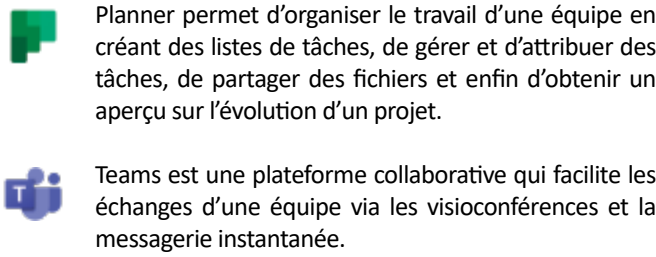 Planner permet d’organiser le travail d’une équipe en
créant des listes de tâches, de gérer et d’attribuer des
tâches, de partager des fichiers et enfin d’obtenir un
aperçu sur l’évolution d’un projet.
Teams est une plateforme collaborative qui facilite les
échanges d’une équipe via les visioconférences et la
messagerie instantanée.